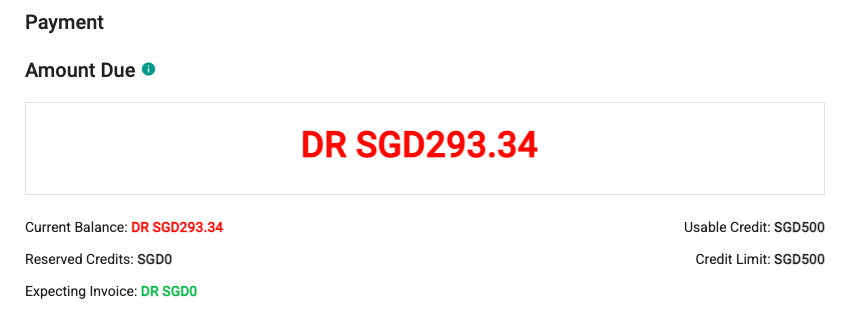 Payment
Amount Due
DR SGD293.34
Current Balance: DR SGD293.34
Usable Credit: SGD500
Reserved Credits: SGD0
Credit Limit: SGD500
Expecting Invoice: DR SGD0